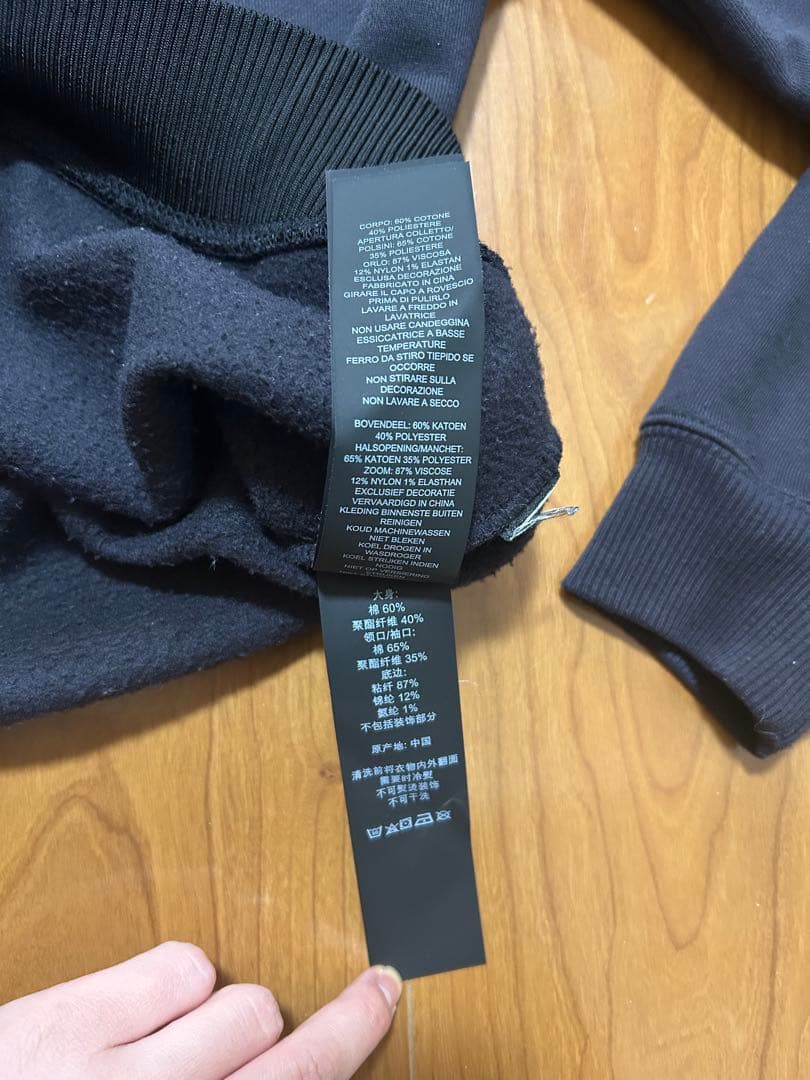 CORPO: 60% COTONE
40% POLIESTERE
APERTURA COLLETTO/
POLSINI: 65% COTONE
35% POLIESTERE
ORLO: 87% VISCOSA
12% NYLON 1% ELASTAN
ESCLUSA DECORAZIONE
FABBRICATO IN CINA
GIRARE IL CAPO A ROVESCIO
PRIMA DI PULIRLO
LAVARE A FREDDO IN
LAVATRICE
NON USARE CANDEGGINA
ESSICCATRICE A BASSE
TEMPERATURE
FERRO DA STIRO TIEPIDO SE
OCCORRE
NON STIRARE SULLA
DECORAZIONE
NON LAVARE A SECCO
BOVENDEEL: 60% KATOEN
40% POLYESTER
HALSOPENING/MANCHET:
65% KATOEN 35% POLYESTER
ZOOM: 87% VISCOSE
12% NYLON 1% ELASTHAN
EXCLUSIEF DECORATIE
VERVAARDIGD IN CHINA
KLEDING BINNENSTE BUITEN
REINIGEN
KOUD MACHINEWASSEN
NIET BLEKEN
KOEL DROGEN IN
WASDROGER
KOEL STRIJKEN INDIEN
NODIG
NIET OP VERSIERING
大身:
棉 60%
聚酯纤维 40%
领口/袖口:
棉 65%
聚酯纤维 35%
底边:
粘纤 87%
锦纶 12%
氨纶 1%
不包括装饰部分
原产地: 中国
清洗前将衣物内外翻面
需要时冷熨
不可熨烫装饰
不可干洗